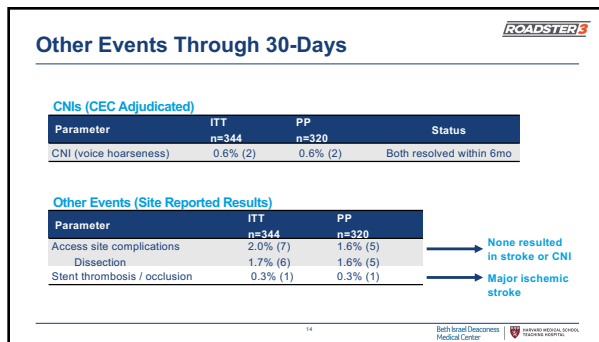 ROADSTER 3
Other Events Through 30-Days
CNIs (CEC Adjudicated)
Parameter ITT n=344 PP n=320 Status
CNI (voice hoarseness) 0.6% (2) 0.6% (2) Both resolved within 6mo
Other Events (Site Reported Results)
Parameter ITT n=344 PP n=320
Access site complications 2.0% (7) 1.6% (5)
Dissection 1.7% (6) 1.6% (5)
Stent thrombosis / occlusion 0.3% (1) 0.3% (1)
None resulted
in stroke or CNI
Major ischemic
stroke
14
Beth Israel Deaconess
Medical Center
HARVARD MEDICAL SCHOOL
TEACHING HOSPITAL